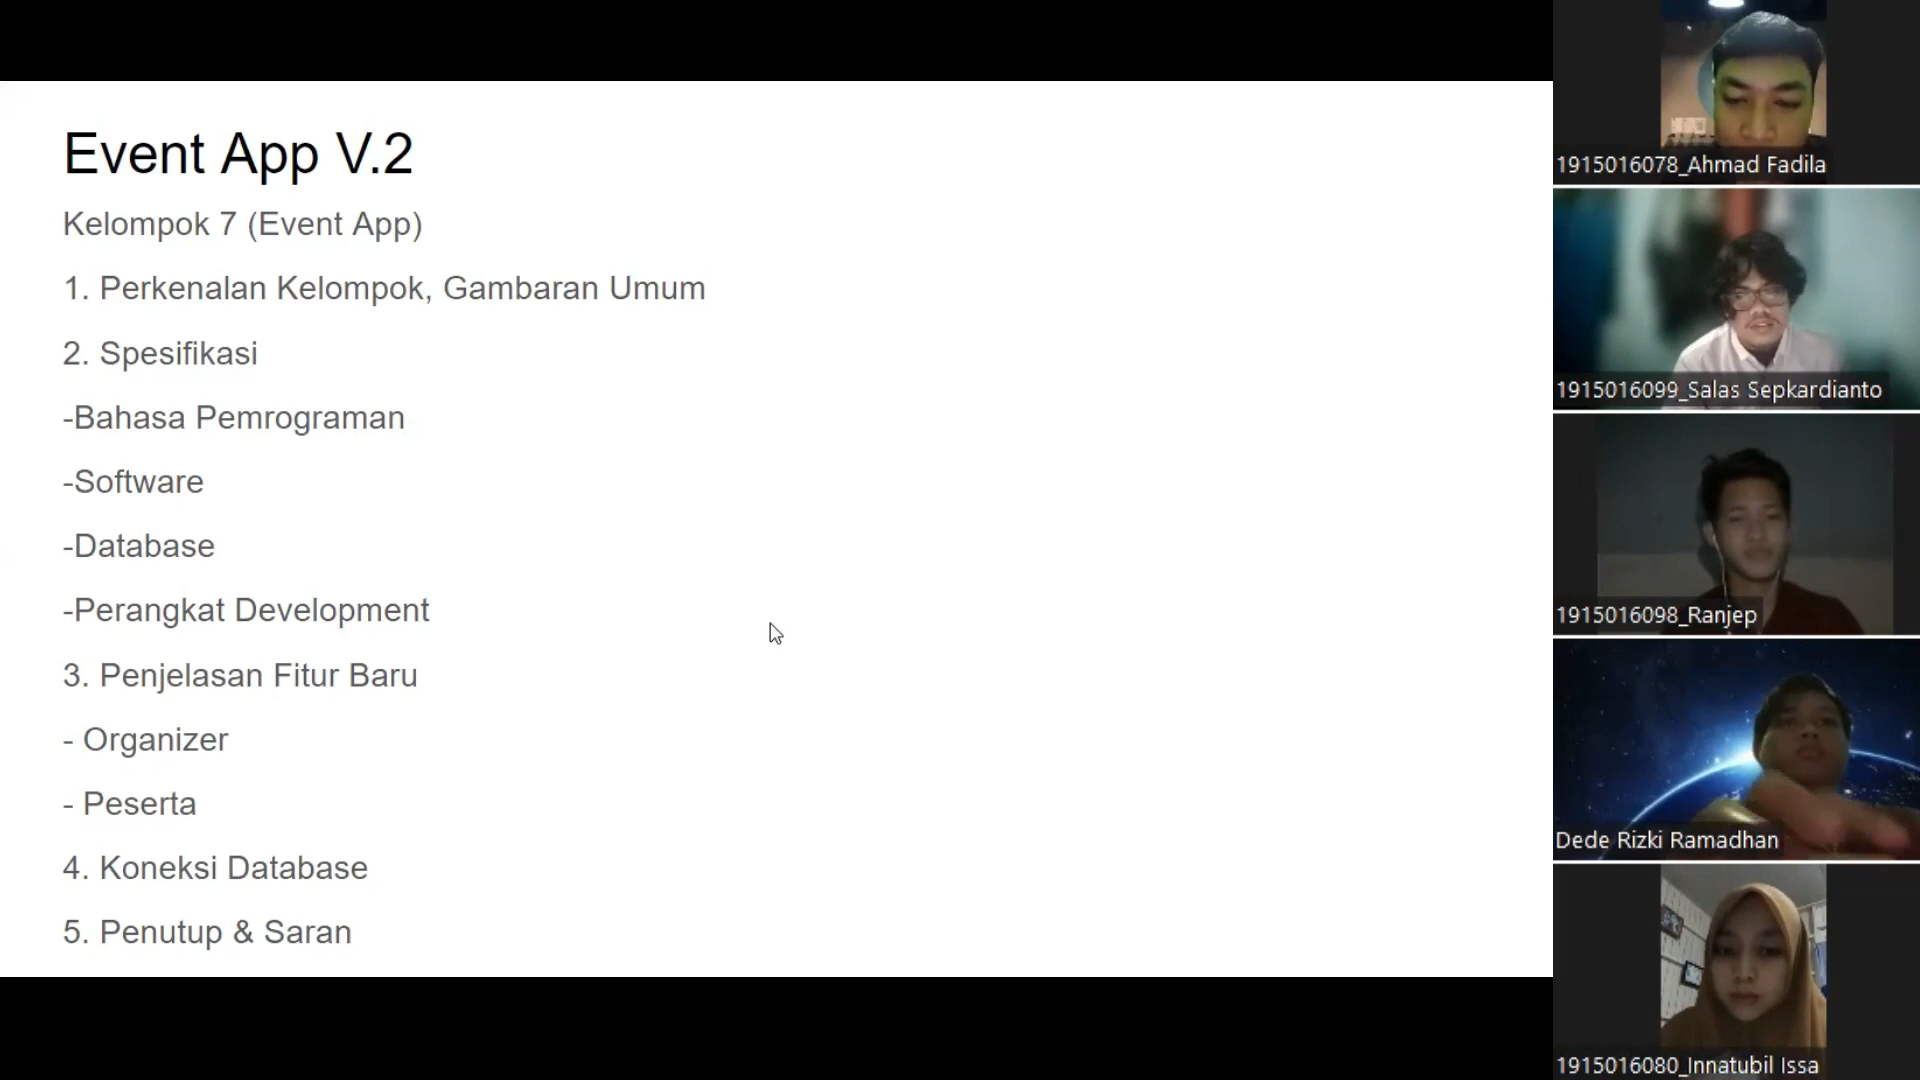 Event App V.2
Kelompok 7 (Event App)
1. Perkenalan Kelompok, Gambaran Umum
2. Spesifikasi
-Bahasa Pemrograman
-Software
-Database
-Perangkat Development
3. Penjelasan Fitur Baru
- Organizer
- Peserta
4. Koneksi Database
5. Penutup & Saran
1915016078_Ahmad Fadila
1915016099_Salas Sepkardianto
1915016098_Ranjep
Dede Rizki Ramadhan
1915016080_Innatubil Issa